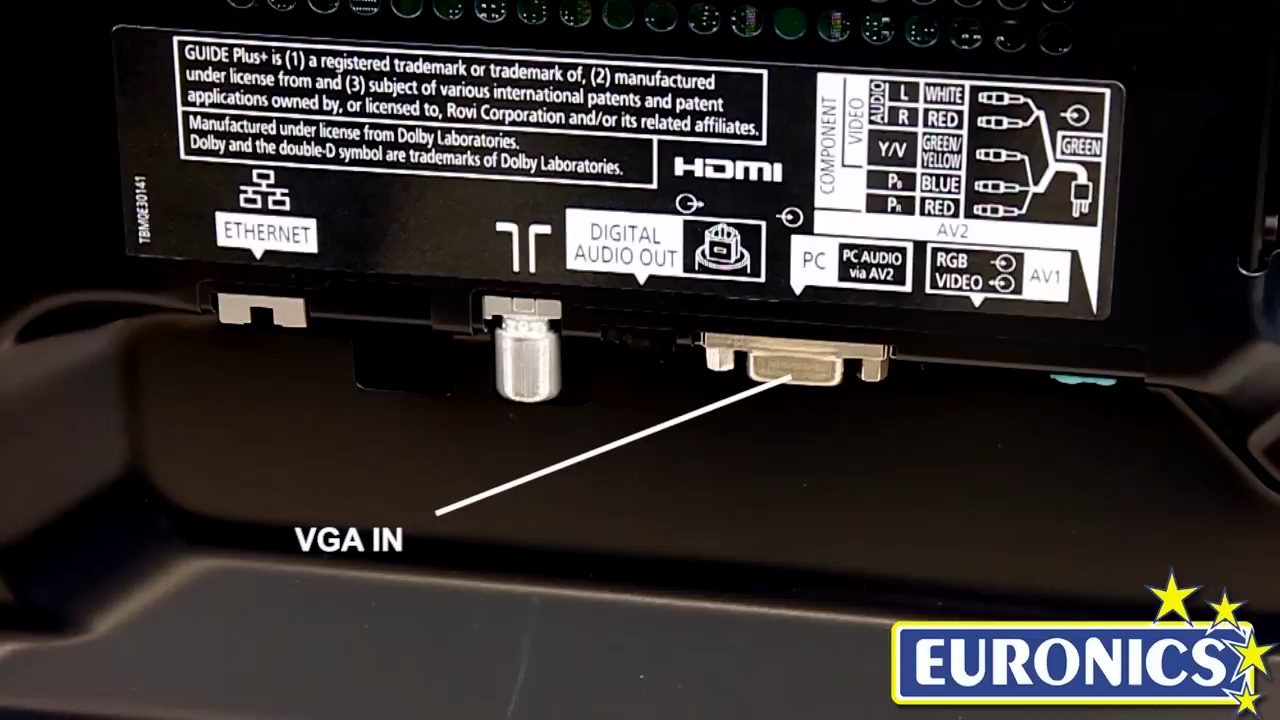 GUIDE Plus+ is (1) a registered trademark or trademark of, (2) manufactured
under license from and (3) subject of various international patents and patent
applications owned by, or licensed to, Rovi Corporation and/or its related affiliates.
Manufactured under license from Dolby Laboratories.
Dolby and the double-D symbol are trademarks of Dolby Laboratories.
HDMI
COMPONENT
VIDEO
AUDIO
L WHITE
R RED
Y/V GREEN/
YELLOW
PB BLUE
PR RED
GREEN
AV2
TBM0E30141
ETHERNET
DIGITAL
AUDIO OUT
PC
PC AUDIO
via AV2
RGB
VIDEO
AV1
VGA IN
EURONICS